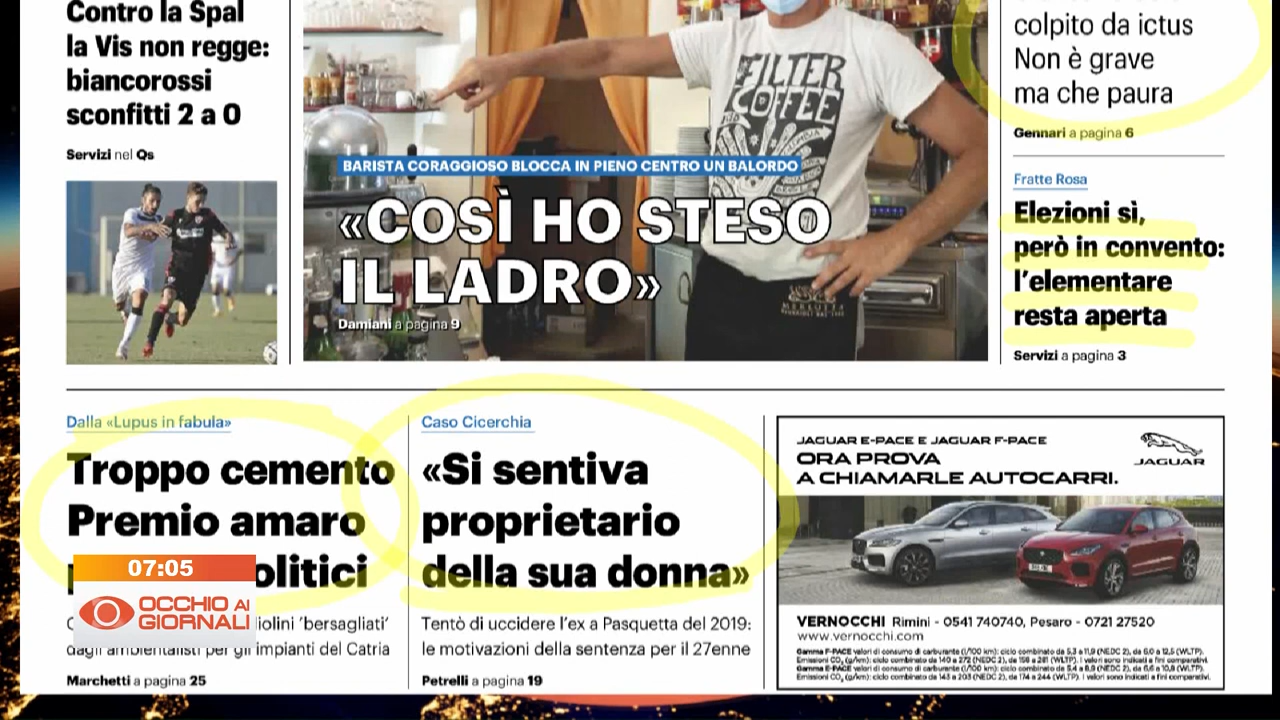 Contro la Spal
la Vis non regge:
biancorossi
sconfitti 2 a 0
Servizi nel Qs
FILTER
COFFEE
BARISTA CORAGGIOSO BLOCCA IN PIENO CENTRO UN BALORDO
«COSÌ HO STESO
IL LADRO»
Damiani a pagina 9
colpito da ictus
Non è grave
ma che paura
Gennari a pagina 6
Fratte Rosa
Elezioni sì,
però in convento:
l'elementare
resta aperta
Servizi a pagina 3
Dalla «Lupus in fabula»
Troppo cemento
Premio amaro
olitici
iolini 'bersagliati'
dagli ambientalisti per gli impianti del Catria
Marchetti a pagina 25
07:05
OCCHIO AI
GIORNALI
Caso Cicerchia
«Si sentiva
proprietario
della sua donna»
Tentò di uccidere l'ex a Pasquetta del 2019:
le motivazioni della sentenza per il 27enne
Petrelli a pagina 19
JAGUAR E-PACE E JAGUAR F-PACE
ORA PROVA
A CHIAMARLE AUTOCARRI.
JAGUAR
VERNOCCHI Rimini - 0541 740740, Pesaro - 0721 27520
www.vernocchi.com